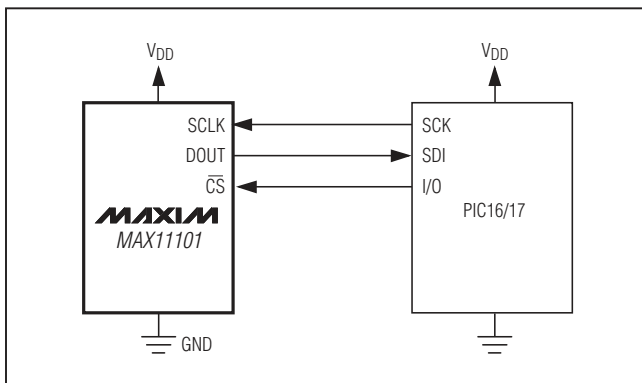 VDD VDD
SCLK SCK
DOUT SDI
CS I/O
MAXIM PIC16/17
MAX11101
GND